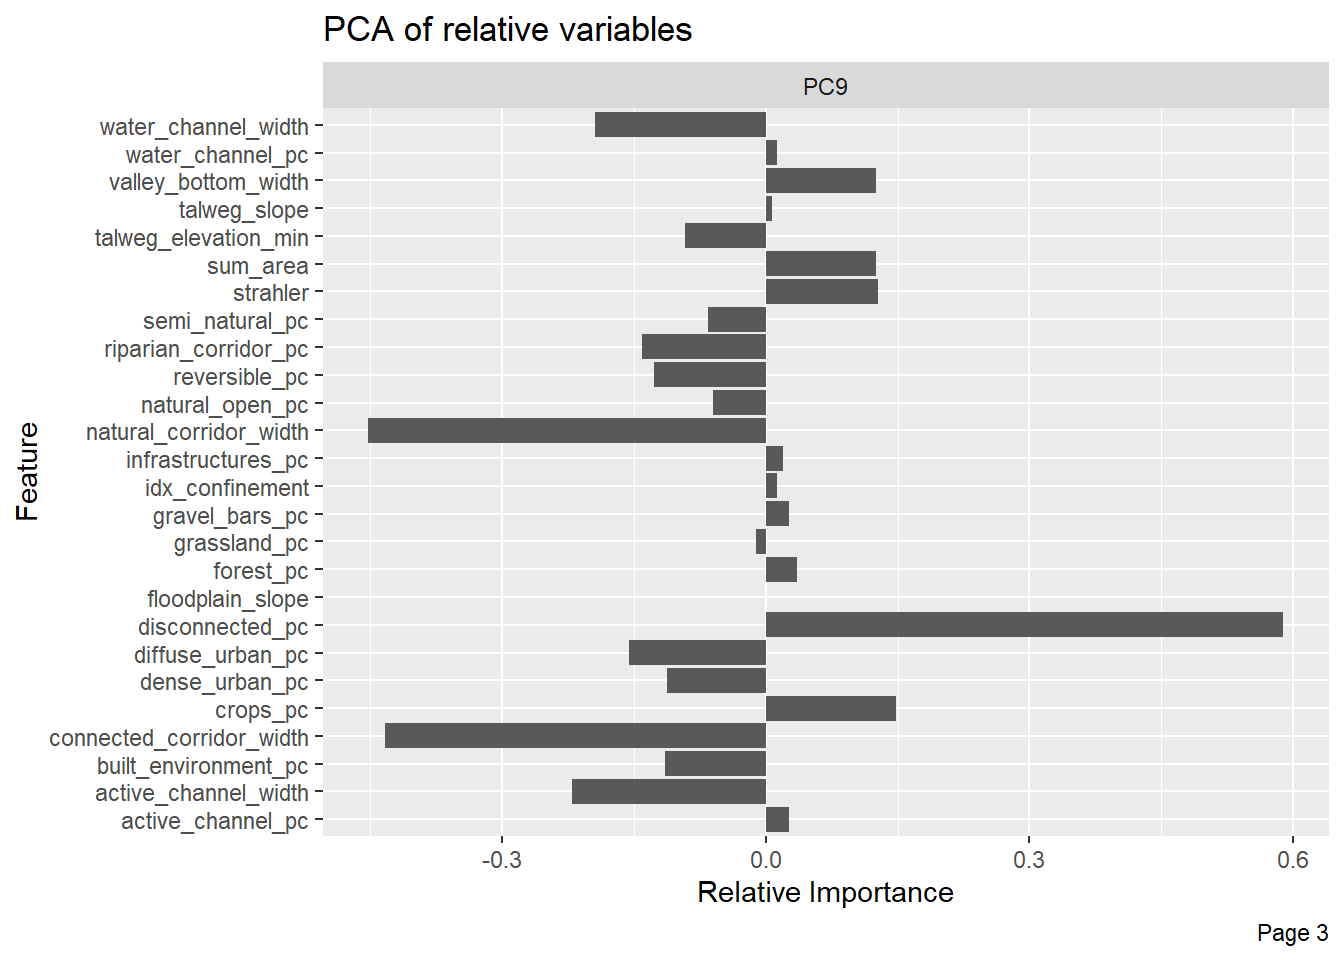 PCA of relative variables
PC9
water_channel_width
water_channel_pc
valley_bottom_width
talweg_slope
talweg_elevation_min
sum_area
strahler
semi_natural_pc
riparian_corridor_pc
reversible_pc
natural_open_pc
natural_corridor_width
infrastructures_pc
idx_confinement
gravel_bars_pc
grassland_pc
forest_pc
floodplain_slope
disconnected_pc
diffuse_urban_pc
dense_urban_pc
crops_pc
connected_corridor_width
built_environment_pc
active_channel_width
active_channel_pc
Feature
-0.3 0.0 0.3 0.6
Relative Importance
Page 3